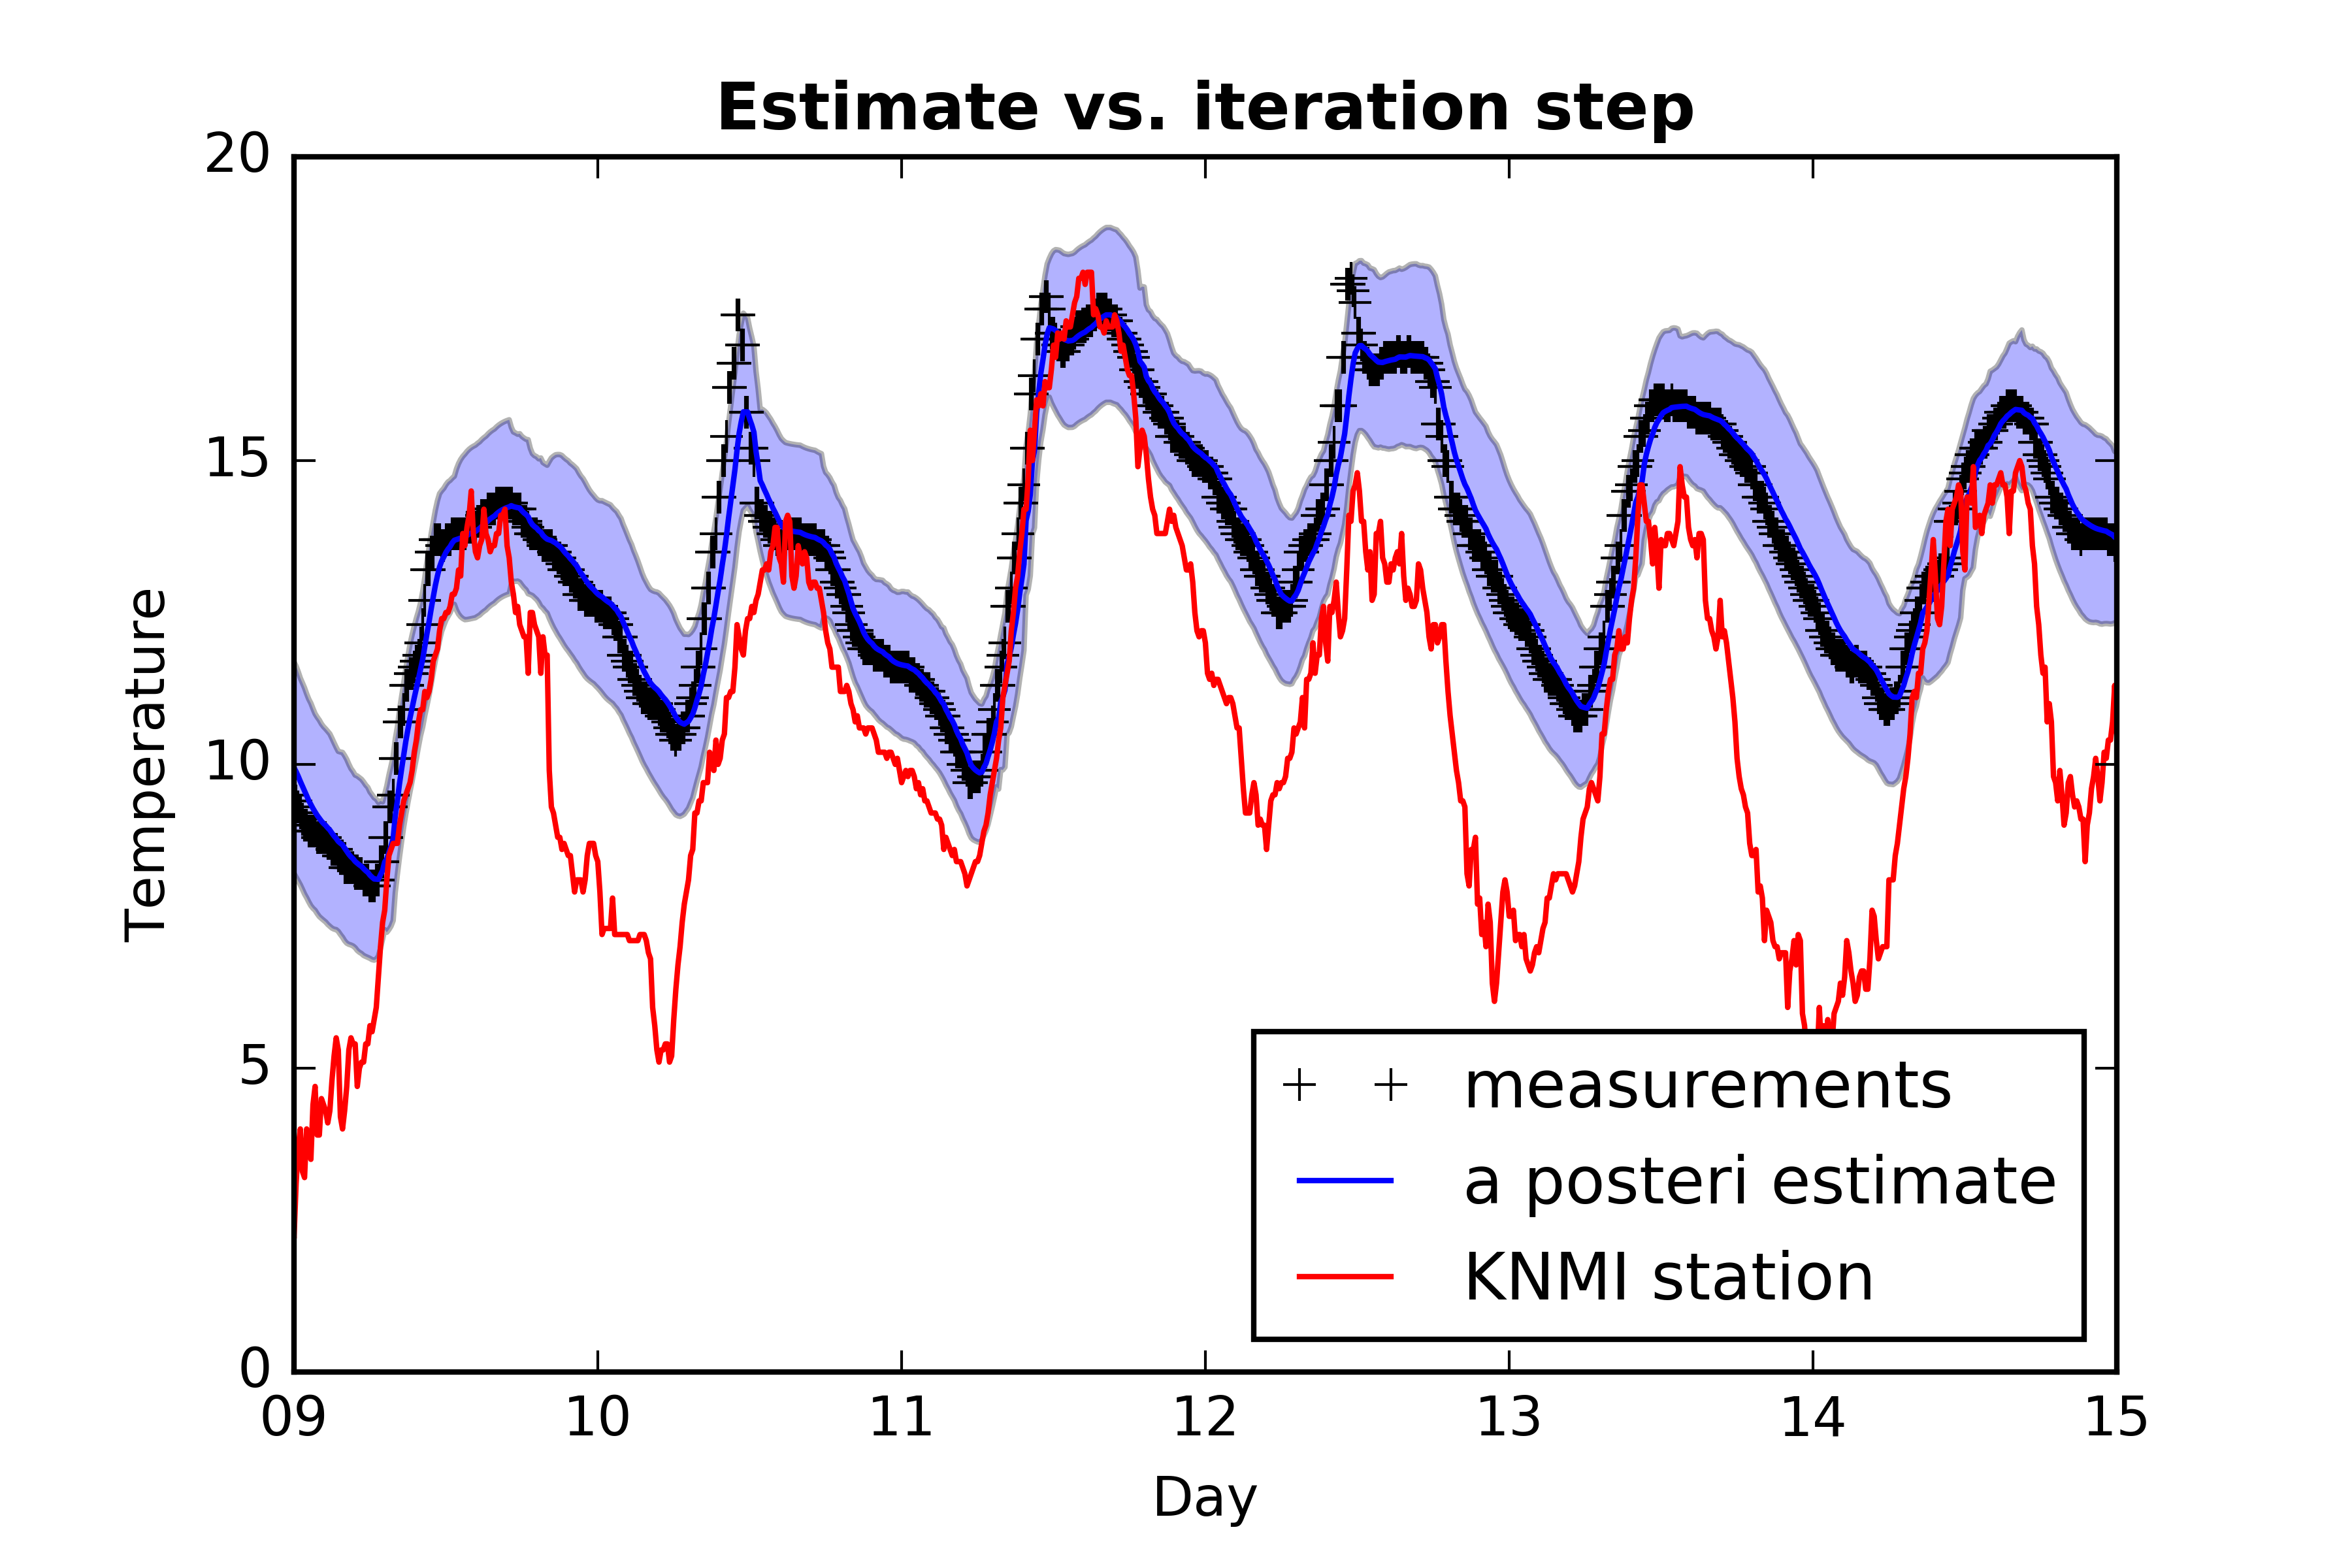 Estimate vs. iteration step
20
15
10
5
0
Temperature
09 10 11 12 13 14 15
Day
measurements
a posteri estimate
KNMI station